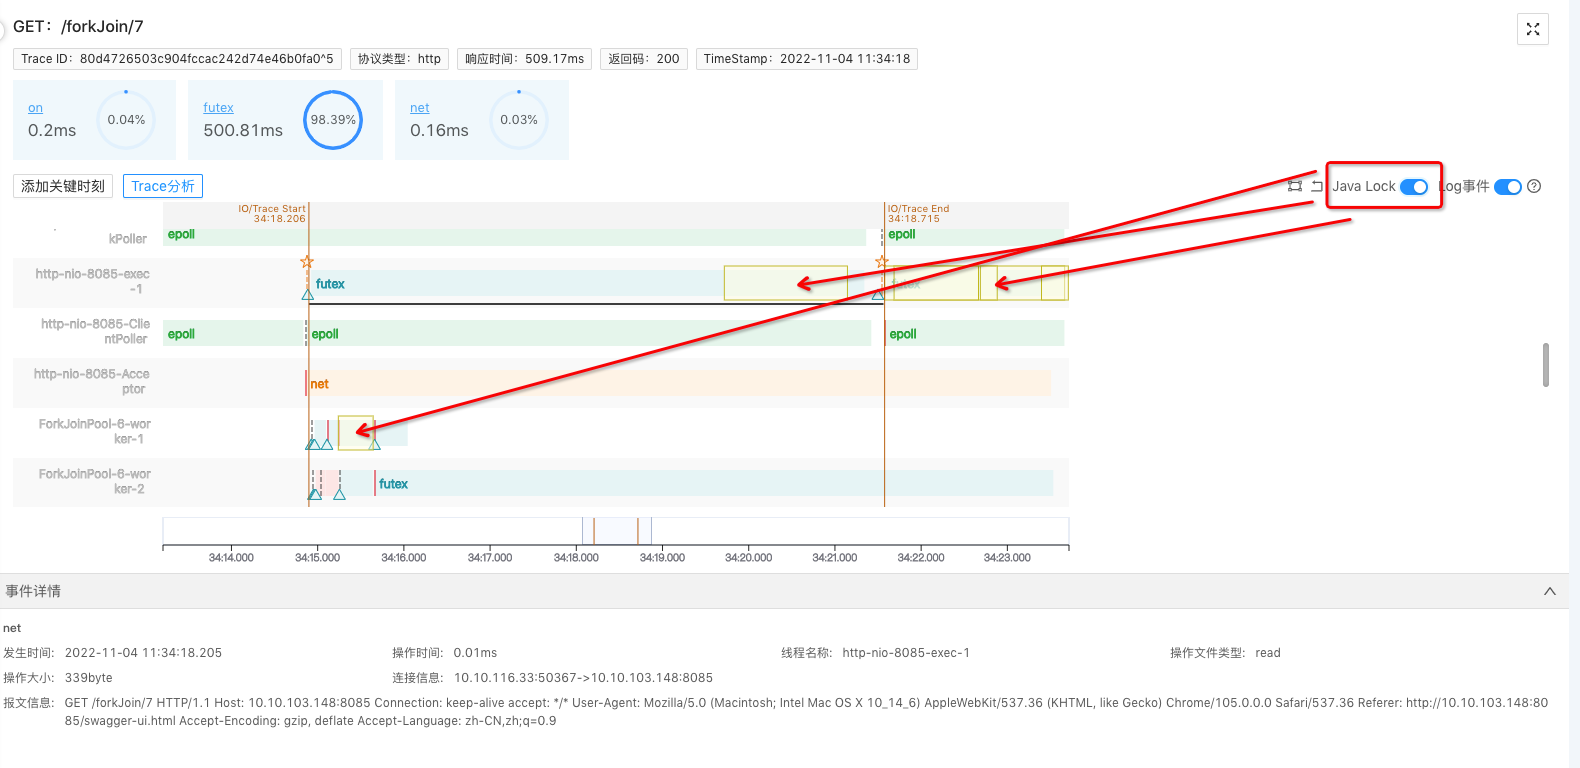 GET：/forkJoin/7
Trace ID：80d4726503c904fccac242d74e46b0fa0^5
协议类型：http
响应时间：509.17ms
返回码：200
TimeStamp：2022-11-04 11:34:18
on
0.2ms
0.04%
futex
500.81ms
98.39%
net
0.16ms
0.03%
添加关键时刻
Trace分析
Java Lock
Log事件
IO/Trace Start
34:18.206
IO/Trace End
34:18.715
kPoller
epoll
epoll
http-nio-8085-exec
-1
futex
futex
http-nio-8085-Clie
ntPoller
epoll
epoll
epoll
http-nio-8085-Acce
ptor
net
ForkJoinPool-6-wor
ker-1
ForkJoinPool-6-wor
ker-2
futex
34:14.000
34:15.000
34:16.000
34:17.000
34:18.000
34:19.000
34:20.000
34:21.000
34:22.000
34:23.000
事件详情
net
发生时间: 2022-11-04 11:34:18.205
操作时间: 0.01ms
线程名称: http-nio-8085-exec-1
操作文件类型: read
操作大小: 339byte
连接信息: 10.10.116.33:50367->10.10.103.148:8085
报文信息: GET /forkJoin/7 HTTP/1.1 Host: 10.10.103.148:8085 Connection: keep-alive accept: */* User-Agent: Mozilla/5.0 (Macintosh; Intel Mac OS X 10_14_6) AppleWebKit/537.36 (KHTML, like Gecko) Chrome/105.0.0.0 Safari/537.36 Referer: http://10.10.103.148:80
85/swagger-ui.html Accept-Encoding: gzip, deflate Accept-Language: zh-CN,zh;q=0.9